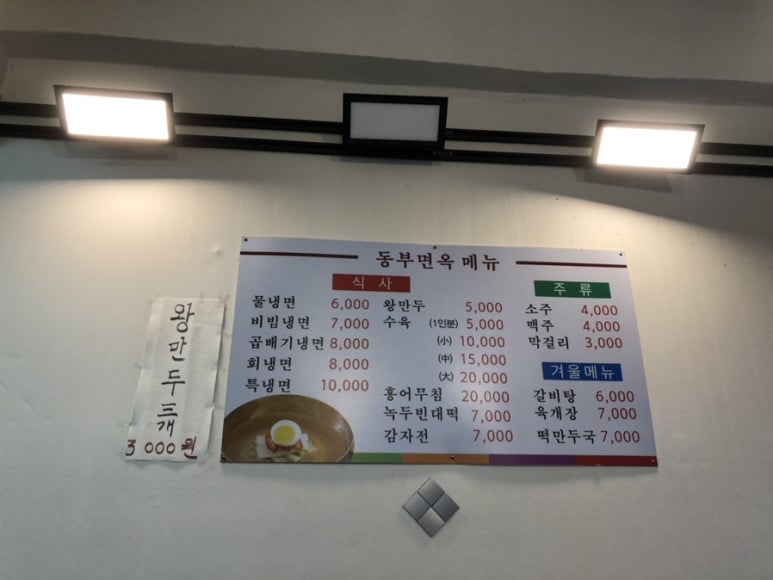 동부면옥 메뉴
식 사
물냉면 6,000
비빔냉면 7,000
곱배기냉면 8,000
회냉면 8,000
특냉면 10,000
왕만두 5,000
수육 (1인분) 5,000
(小) 10,000
(中) 15,000
(大) 20,000
홍어무침 20,000
녹두빈대떡 7,000
감자전 7,000
주 류
소주 4,000
맥주 4,000
막걸리 3,000
겨울메뉴
갈비탕 6,000
육개장 7,000
떡만두국 7,000
왕만두三개
3000원